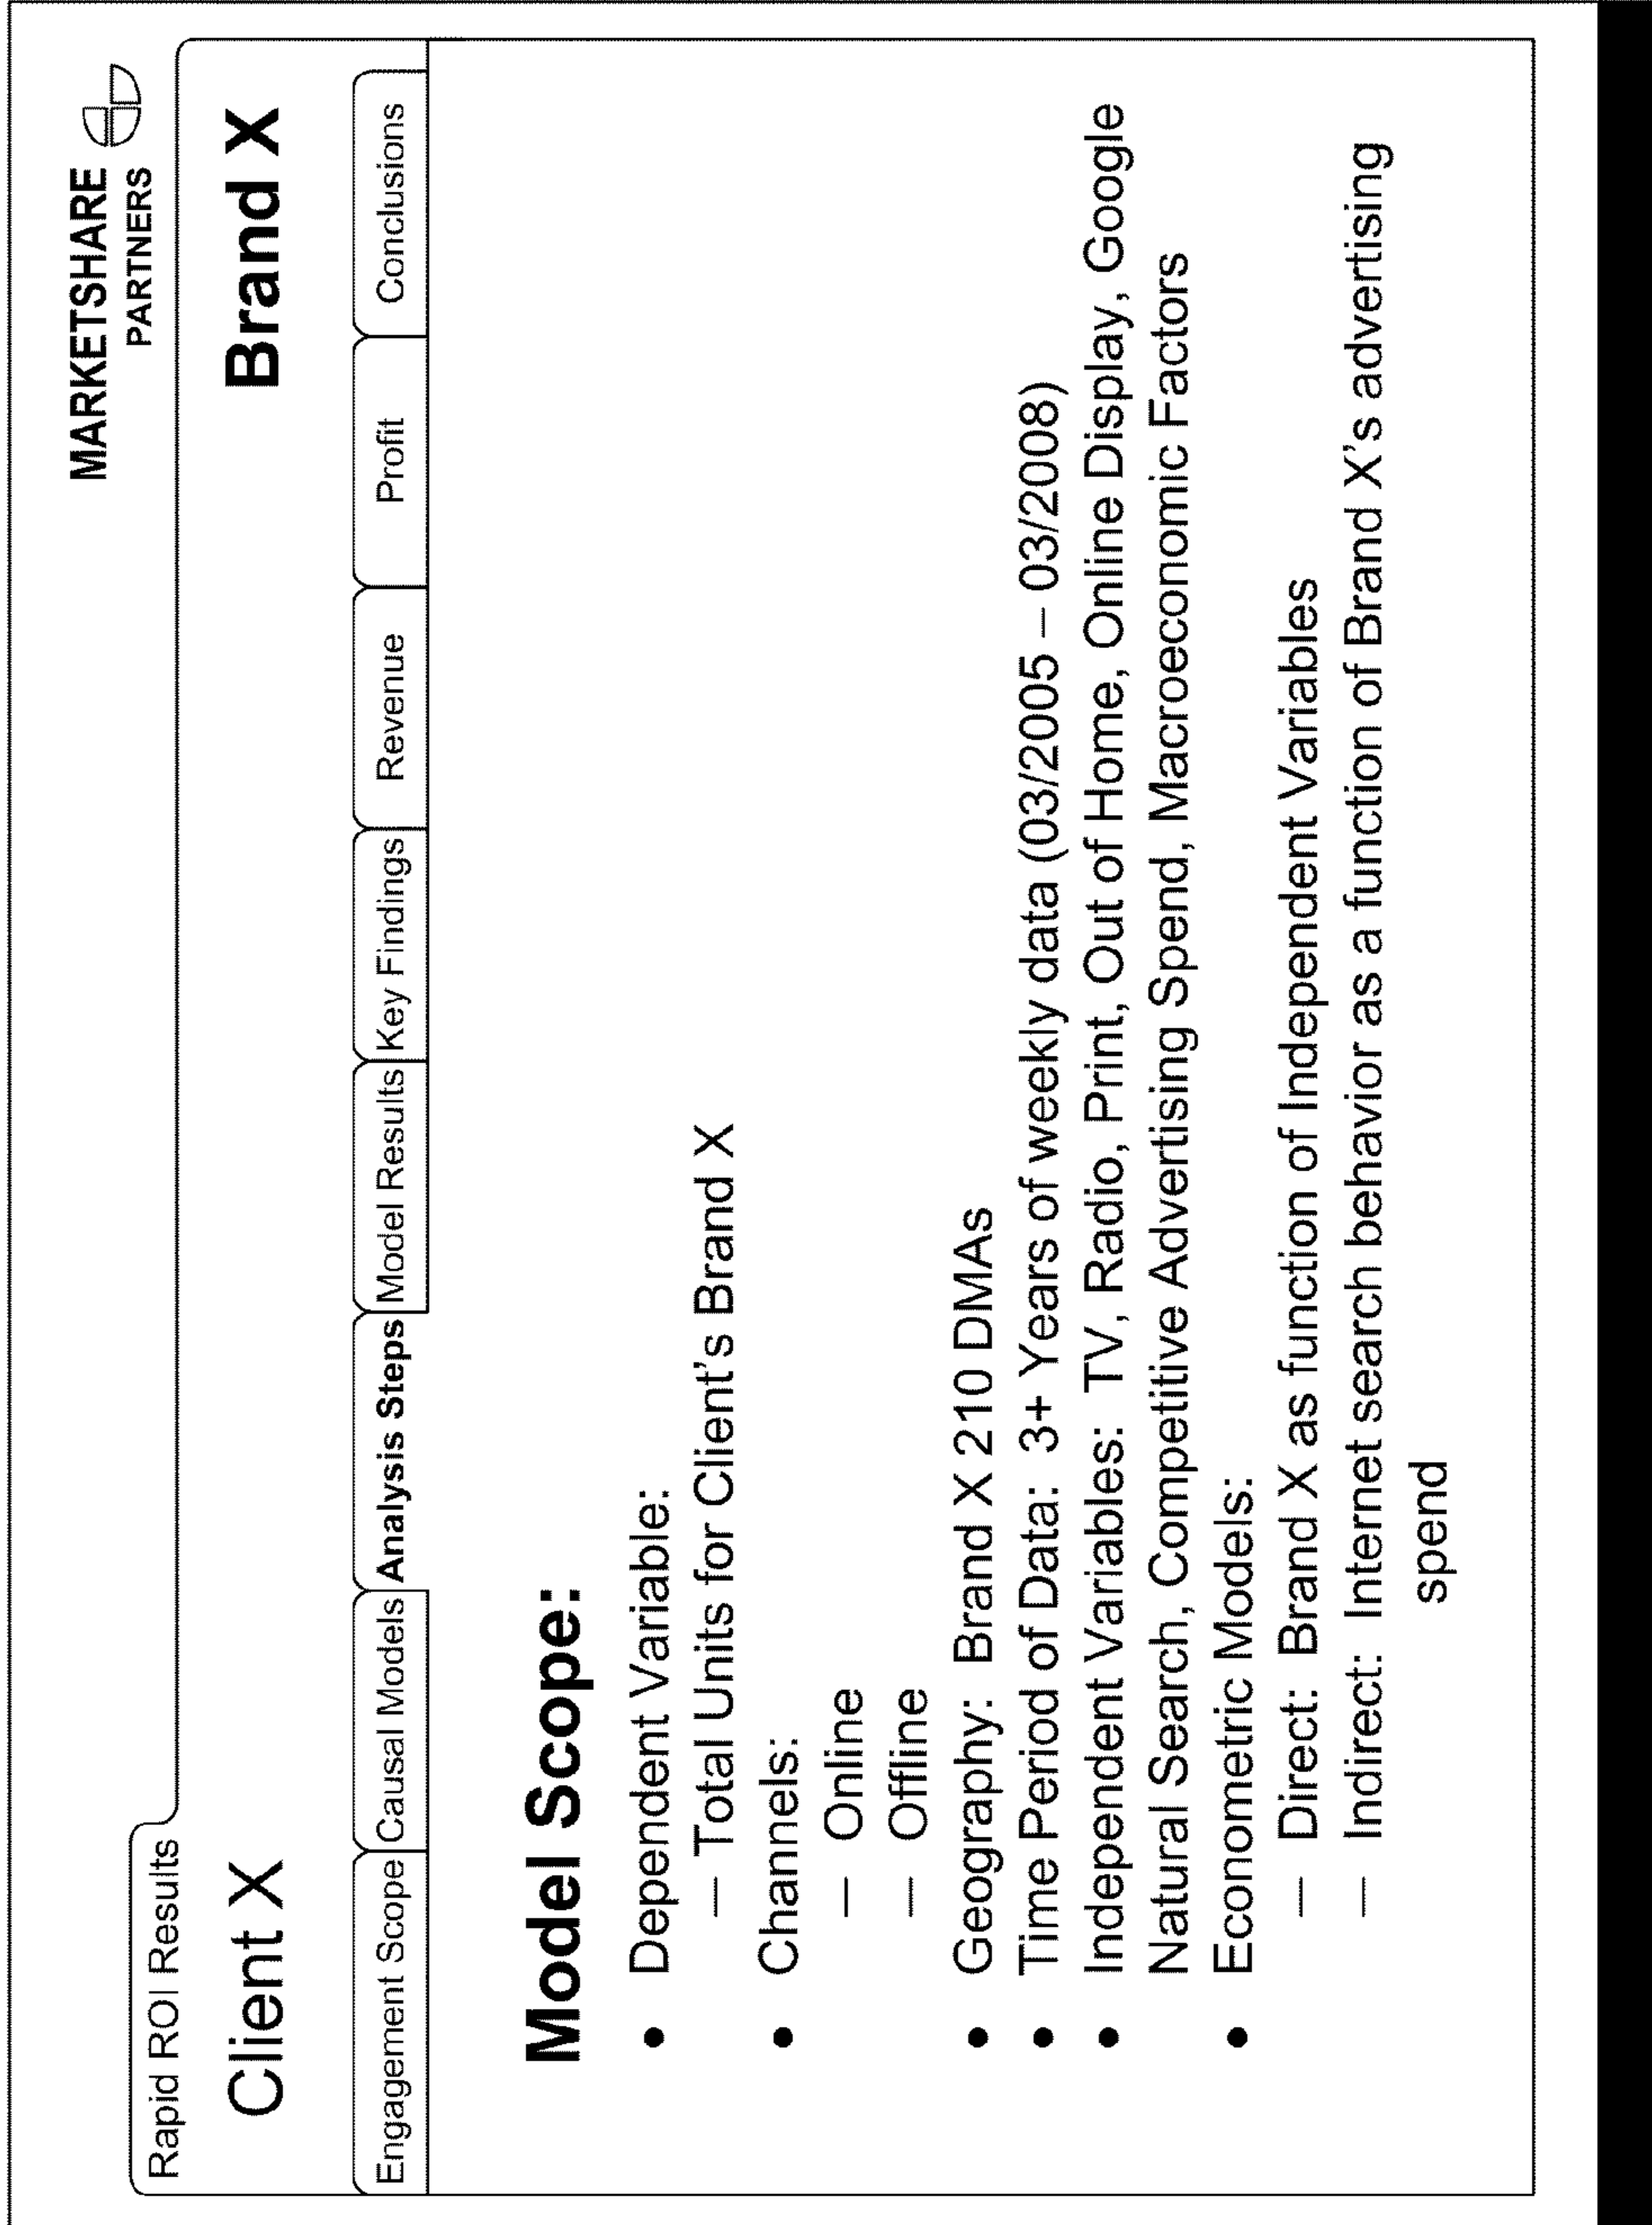 MARKETSHARE
PARTNERS
Rapid ROI Results
Client X
Brand X
Engagement Scope
Causal Models
Analysis Steps
Model Results
Key Findings
Revenue
Profit
Conclusions
Model Scope:
• Dependent Variable:
– Total Units for Client's Brand X
• Channels:
– Online
– Offline
• Geography: Brand X 210 DMAs
• Time Period of Data: 3+ Years of weekly data (03/2005 – 03/2008)
• Independent Variables: TV, Radio, Print, Out of Home, Online Display, Google
Natural Search, Competitive Advertising Spend, Macroeconomic Factors
• Econometric Models:
– Direct: Brand X as function of Independent Variables
– Indirect: Internet search behavior as a function of Brand X's advertising
spend